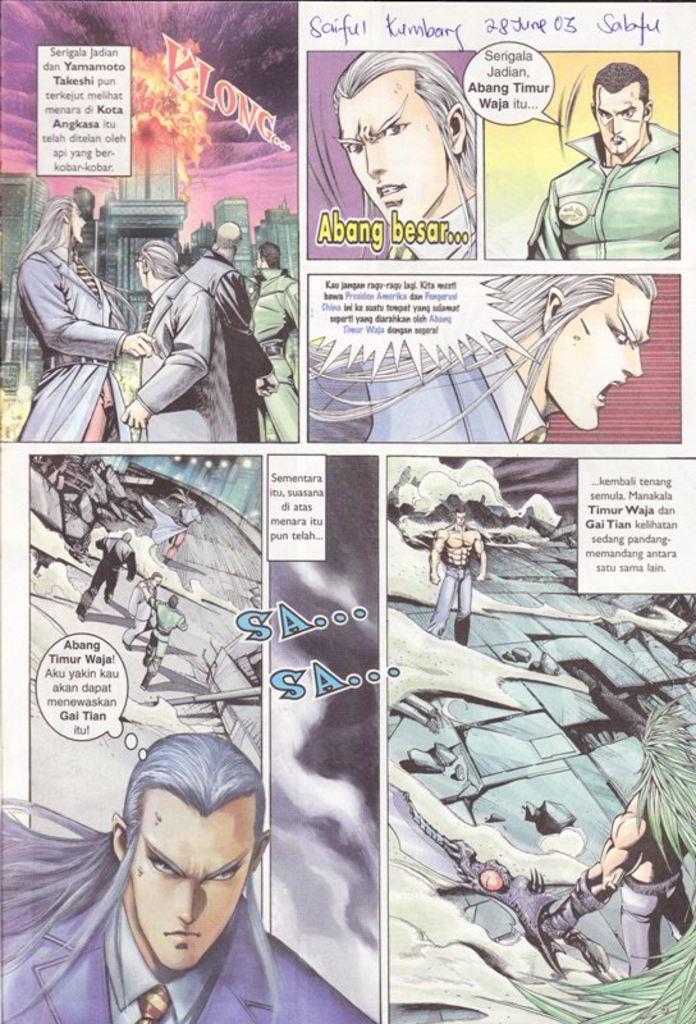 Saiful Kumbang 28 June 03 Sabtu
Serigala Jadian
dan Yamamoto
Takeshi pun
terkejut melihat
menara di Kota
Angkasa itu
telah ditelan oleh
api yang ber-
kobar-kobar.
KLONG...
Abang besar...
Serigala
Jadian,
Abang Timur
Waja itu...
Kau jangan ragu-ragu. Kita mesti
bawa Presiden Amerika dan Pengerusi
China ini ke suatu tempat yang selamat
seperti yang diarahkan oleh Abang
Timur Waja dengan segera!
Abang
Timur Waja!
Aku yakin kau
akan dapat
menewaskan
Gai Tian
itu!
Sementara
itu, suasana
di atas
menara itu
pun telah...
SA...
SA...
...kembali tenang
semula. Manakala
Timur Waja dan
Gai Tian kelihatan
sedang pandang-
memandang antara
satu sama lain.